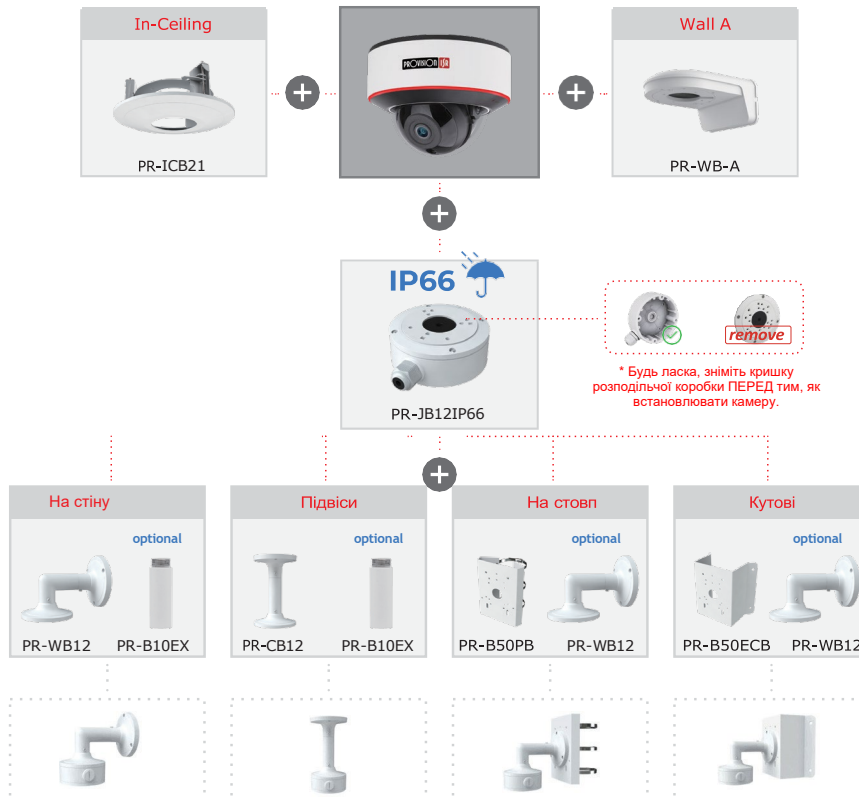 In-Ceiling
Wall A
PROVISION ISR
PR-ICB21
PR-WB-A
IP66
remove
* Будь ласка, зніміть кришку
розподільчої коробки ПЕРЕД тим, як
встановлювати камеру.
PR-JB12IP66
На стіну
Підвіси
На стовп
Кутові
optional
optional
optional
optional
PR-WB12
PR-B10EX
PR-CB12
PR-B10EX
PR-B50PB
PR-WB12
PR-B50ECB
PR-WB12